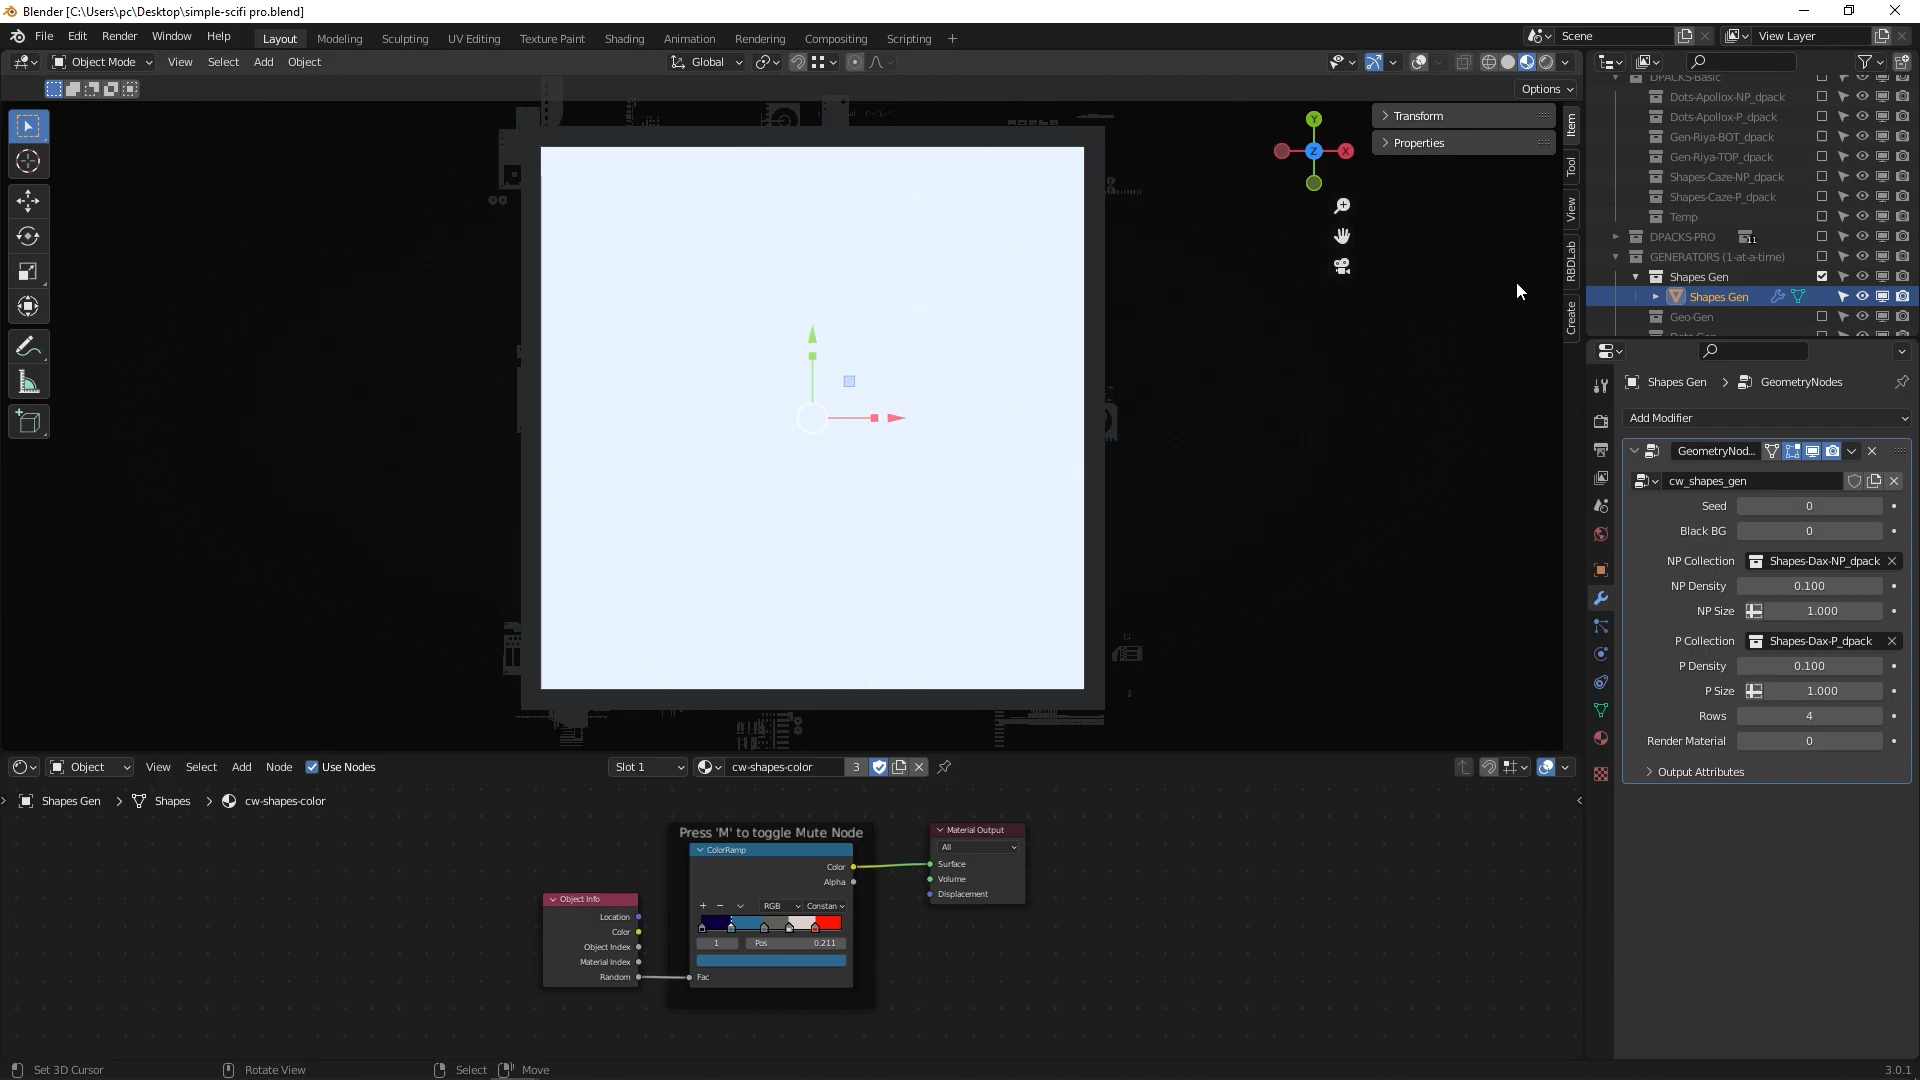 Blender [C:\Users\pc\Desktop\simple-scifi pro.blend]
File Edit Render Window Help
Layout Modeling Sculpting UV Editing Texture Paint Shading Animation Rendering Compositing Scripting
Scene
View Layer
Object Mode View Select Add Object
Global
Options
Transform
Properties
Item
Tool
View
RBDLab
Create
Y
X
Z
DPACKS-Basic
Dots-Apollox-NP_dpack
Dots-Apollox-P_dpack
Gen-Riya-BOT_dpack
Gen-Riya-TOP_dpack
Shapes-Caze-NP_dpack
Shapes-Caze-P_dpack
Temp
DPACKS-PRO 11
GENERATORS (1-at-a-time)
Shapes Gen
Shapes Gen
Geo-Gen
Dots-Gen
Shapes Gen > GeometryNodes
Add Modifier
GeometryNod...
cw_shapes_gen
Seed 0
Black BG 0
NP Collection Shapes-Dax-NP_dpack
NP Density 0.100
NP Size 1.000
P Collection Shapes-Dax-P_dpack
P Density 0.100
P Size 1.000
Rows 4
Render Material 0
Output Attributes
Object View Select Add Node Use Nodes
Slot 1
cw-shapes-color 3
Shapes Gen > Shapes > cw-shapes-color
Press 'M' to toggle Mute Node
ColorRamp
Color
Alpha
RGB Constan
1 Pos 0.211
Fac
Object Info
Location
Color
Object Index
Material Index
Random
Material Output
All
Surface
Volume
Displacement
Set 3D Cursor
Rotate View
Select
Move
3.0.1